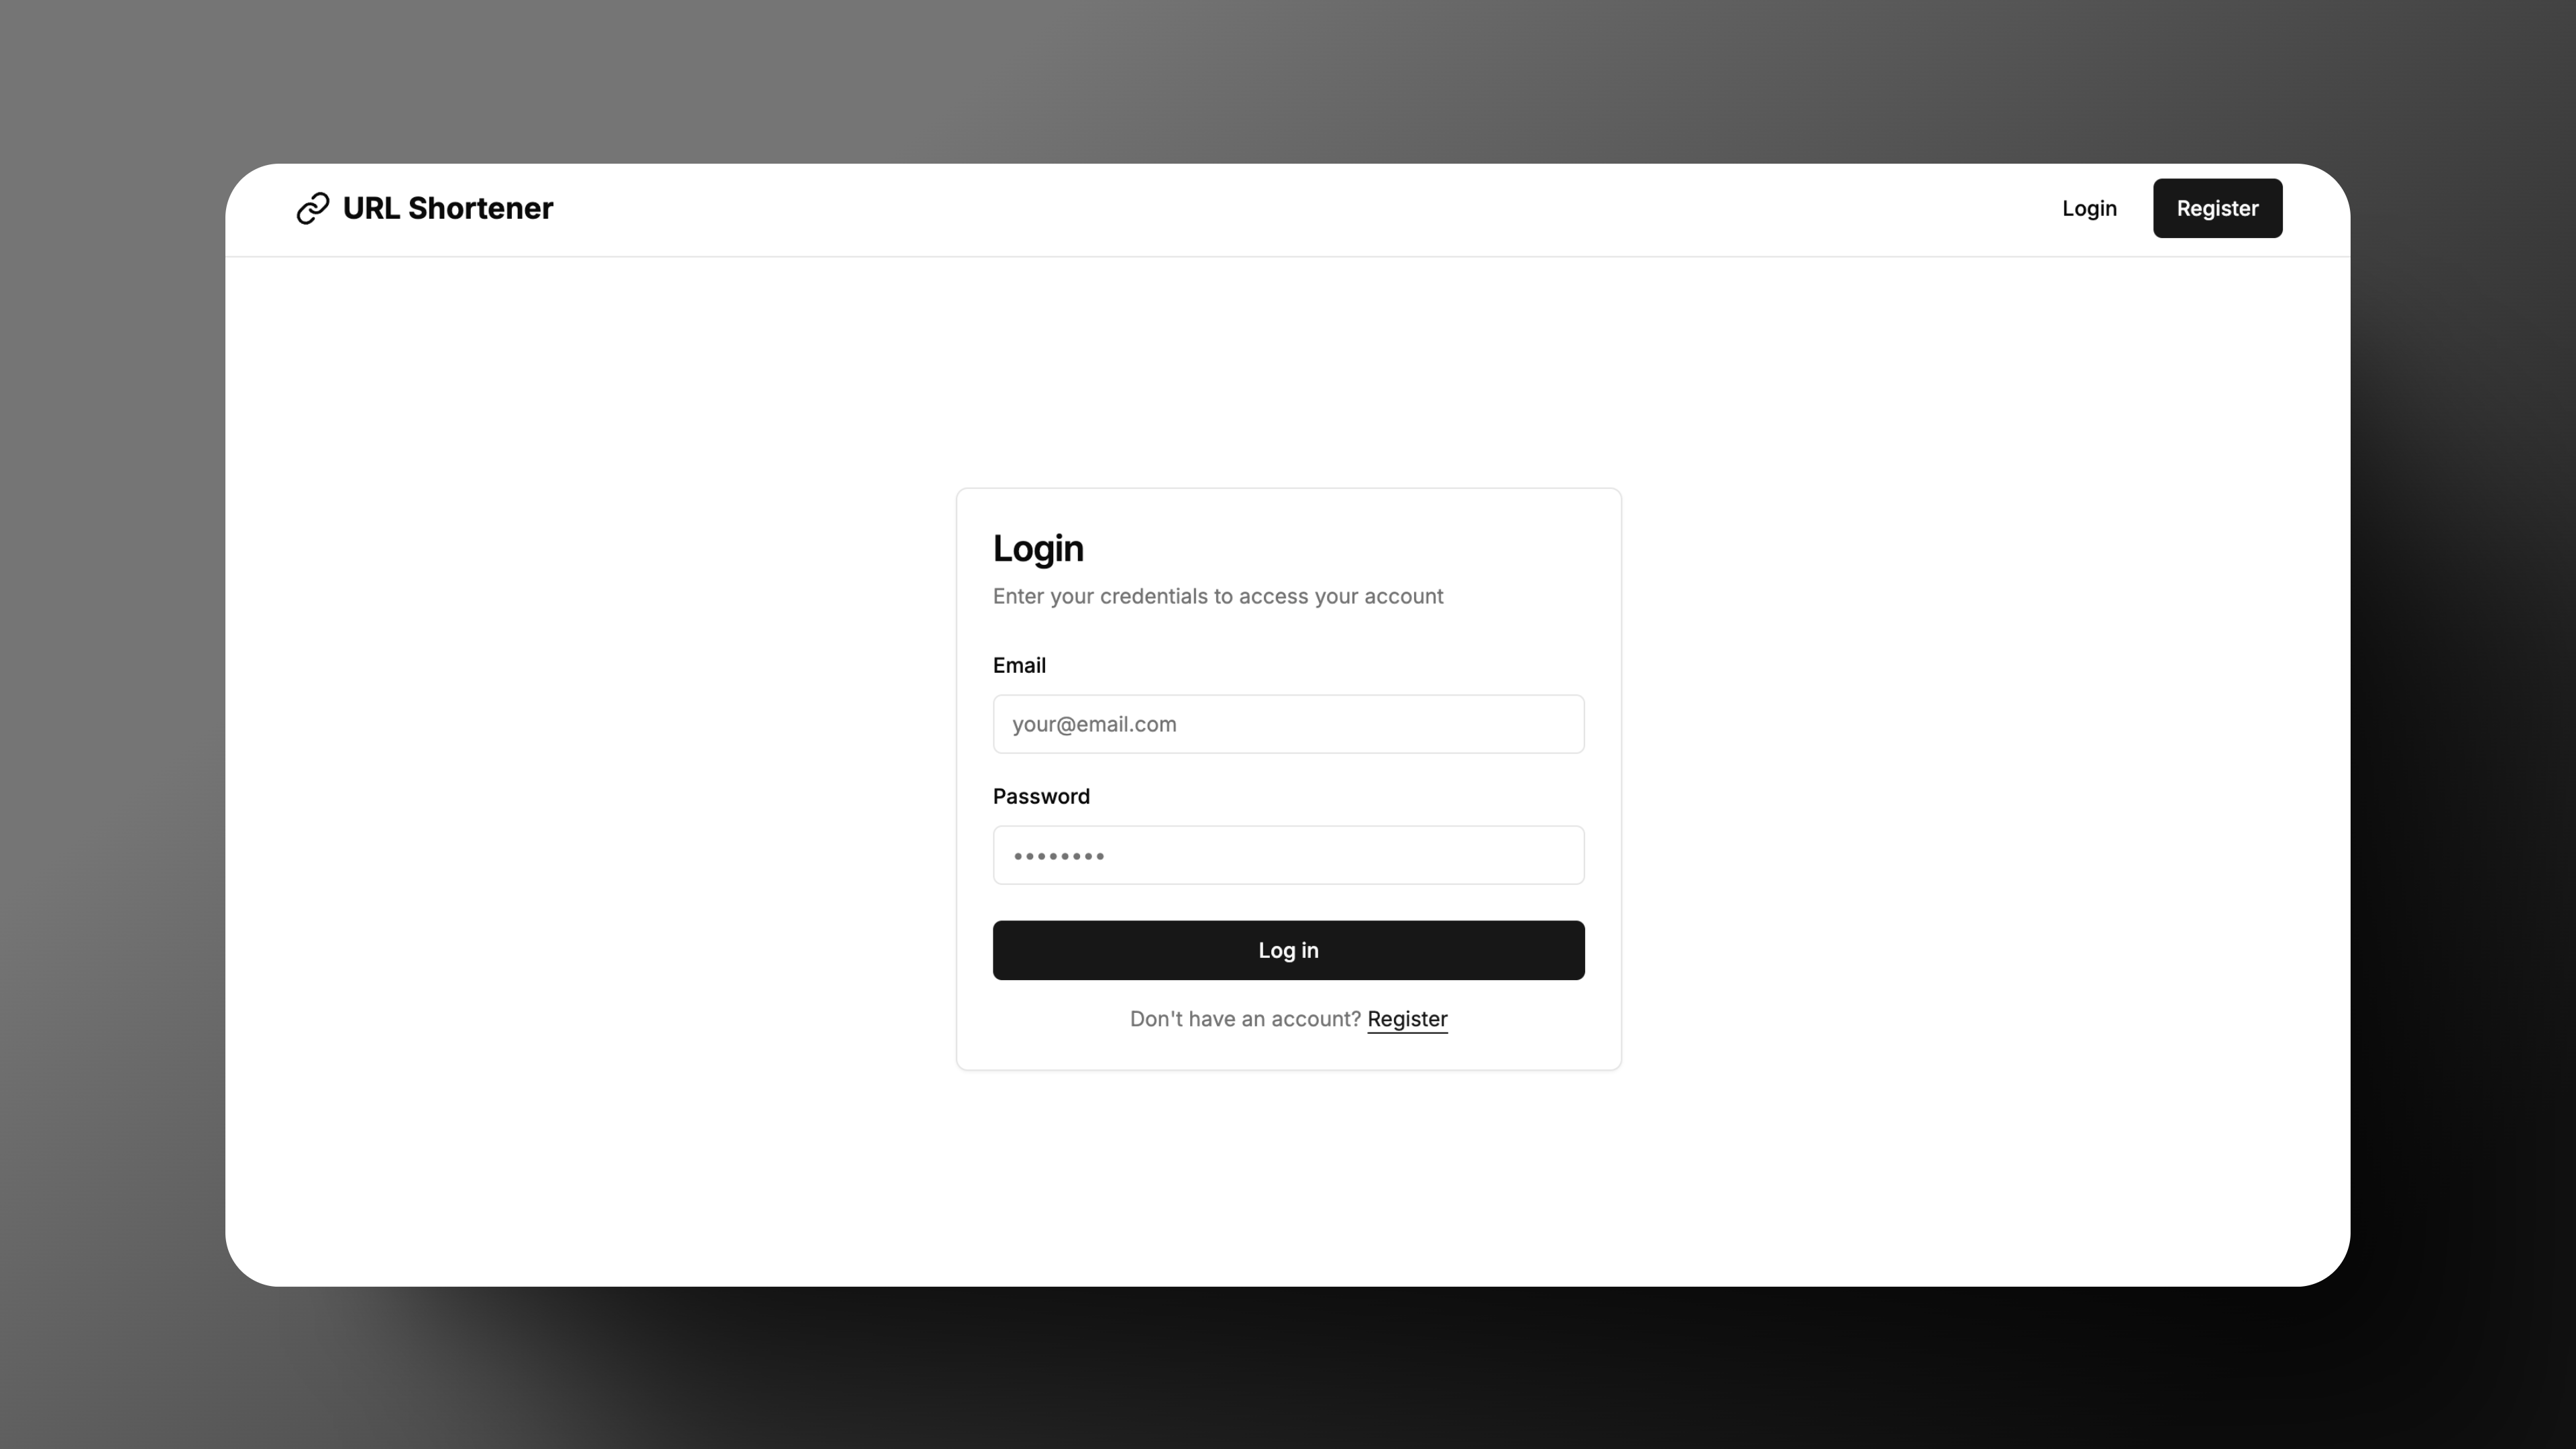 URL Shortener
Login
Register
Login
Enter your credentials to access your account
Email
your@email.com
Password
••••••••
Log in
Don't have an account? Register